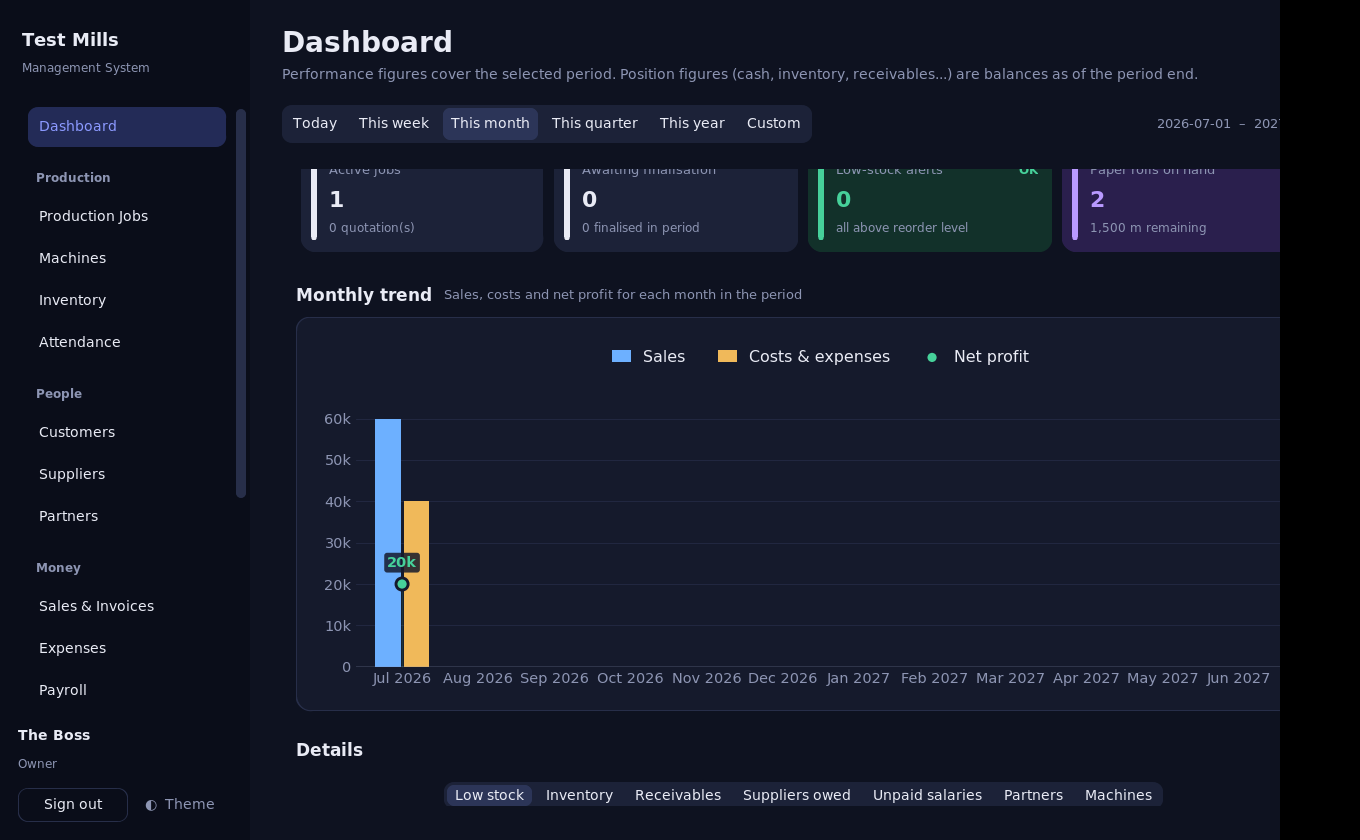 Test Mills
Management System
Dashboard
Production
Production Jobs
Machines
Inventory
Attendance
People
Customers
Suppliers
Partners
Money
Sales & Invoices
Expenses
Payroll
The Boss
Owner
Sign out
Theme
Dashboard
Performance figures cover the selected period. Position figures (cash, inventory, receivables...) are balances as of the period end.
Today This week This month This quarter This year Custom
2026-07-01 – 2027
Active Jobs Awaiting finalisation Low-stock alerts OK Paper rolls on hand
1 0 0 2
0 quotation(s) 0 finalised in period all above reorder level 1,500 m remaining
Monthly trend Sales, costs and net profit for each month in the period
Sales Costs & expenses Net profit
60k
50k
40k
30k
20k
20k
10k
0
Jul 2026 Aug 2026 Sep 2026 Oct 2026 Nov 2026 Dec 2026 Jan 2027 Feb 2027 Mar 2027 Apr 2027 May 2027 Jun 2027
Details
Low stock Inventory Receivables Suppliers owed Unpaid salaries Partners Machines